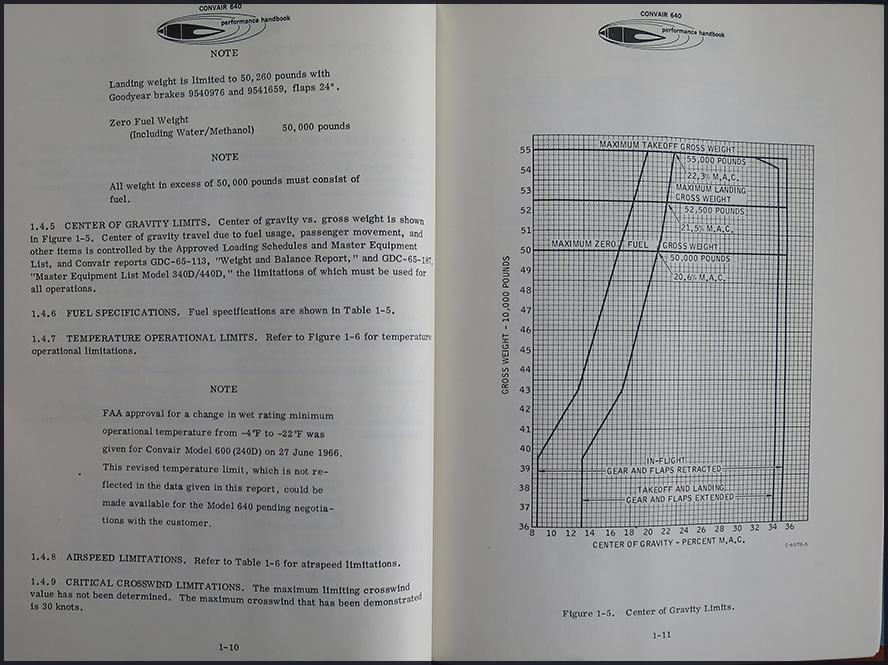 CONVAIR 640
performance handbook
NOTE
Landing weight is limited to 50,260 pounds with
Goodyear brakes 9540976 and 9541659, flaps 24°.
Zero Fuel Weight
(Including Water/Methanol) 50,000 pounds
NOTE
All weight in excess of 50,000 pounds must consist of
fuel.
1.4.5 CENTER OF GRAVITY LIMITS. Center of gravity vs. gross weight is shown
in Figure 1-5. Center of gravity travel due to fuel usage, passenger movement, and
other items is controlled by the Approved Loading Schedules and Master Equipment
List, and Convair reports GDC-65-113, "Weight and Balance Report," and GDC-65-187,
"Master Equipment List Model 340D/440D," the limitations of which must be used for
all operations.
1.4.6 FUEL SPECIFICATIONS. Fuel specifications are shown in Table 1-5.
1.4.7 TEMPERATURE OPERATIONAL LIMITS. Refer to Figure 1-6 for temperature
operational limitations.
NOTE
FAA approval for a change in wet rating minimum
operational temperature from -4°F to -22°F was
given for Convair Model 600 (240D) on 27 June 1966.
This revised temperature limit, which is not re-
flected in the data given in this report, could be
made available for the Model 640 pending negotia-
tions with the customer.
1.4.8 AIRSPEED LIMITATIONS. Refer to Table 1-6 for airspeed limitations.
1.4.9 CRITICAL CROSSWIND LIMITATIONS. The maximum limiting crosswind
value has not been determined. The maximum crosswind that has been demonstrated
is 30 knots.
1-10
CONVAIR 640
performance handbook
MAXIMUM TAKEOFF GROSS WEIGHT
55,000 POUNDS
22.3% M.A.C.
MAXIMUM LANDING
GROSS WEIGHT
52,500 POUNDS
21.5% M.A.C.
MAXIMUM ZERO FUEL GROSS WEIGHT
50,000 POUNDS
20.6% M.A.C.
GROSS WEIGHT - 10,000 POUNDS
55
54
53
52
51
50
49
48
47
46
45
44
43
42
41
40
39
38
37
36
IN-FLIGHT
GEAR AND FLAPS RETRACTED
TAKEOFF AND LANDING
GEAR AND FLAPS EXTENDED
8 10 12 14 16 18 20 22 24 26 28 30 32 34 36
CENTER OF GRAVITY - PERCENT M.A.C.
C-6070-5
Figure 1-5. Center of Gravity Limits.
1-11